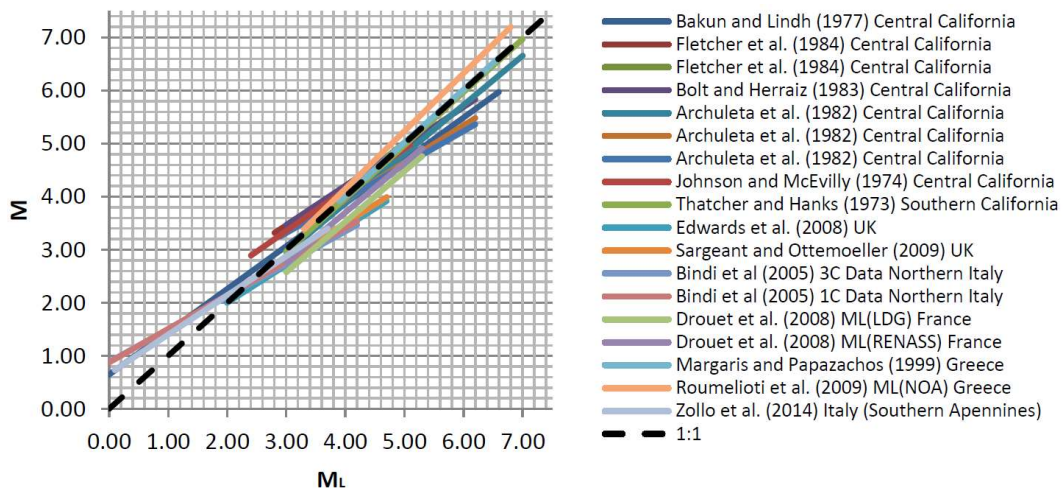 7.00
6.00
5.00
4.00
3.00
2.00
1.00
0.00
M
0.00 1.00 2.00 3.00 4.00 5.00 6.00 7.00
ML
Bakun and Lindh (1977) Central California
Fletcher et al. (1984) Central California
Fletcher et al. (1984) Central California
Bolt and Herraiz (1983) Central California
Archuleta et al. (1982) Central California
Archuleta et al. (1982) Central California
Archuleta et al. (1982) Central California
Johnson and McEvilly (1974) Central California
Thatcher and Hanks (1973) Southern California
Edwards et al. (2008) UK
Sargeant and Ottemoeller (2009) UK
Bindi et al (2005) 3C Data Northern Italy
Bindi et al (2005) 1C Data Northern Italy
Drouet et al. (2008) ML(LDG) France
Drouet et al. (2008) ML(RENASS) France
Margaris and Papazachos (1999) Greece
Roumelioti et al. (2009) ML(NOA) Greece
Zollo et al. (2014) Italy (Southern Apennines)
1:1